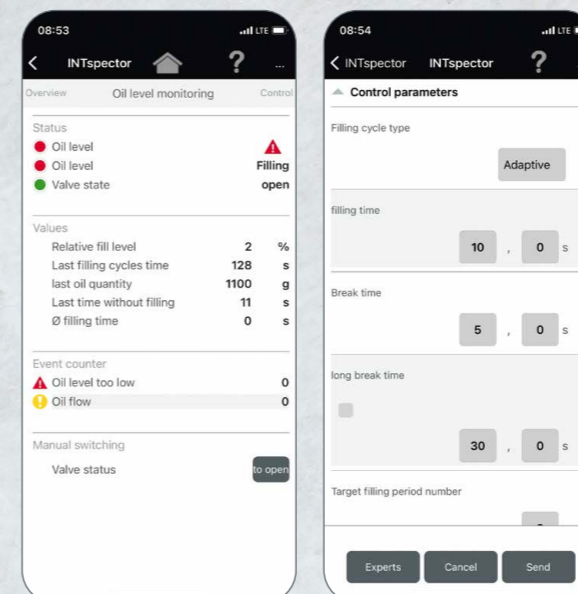 08:53
LTE
INTspector
?
...
Overview
Oil level monitoring
Control
Status
Oil level
Oil level Filling
Valve state open
Values
Relative fill level 2 %
Last filling cycles time 128 s
last oil quantity 1100 g
Last time without filling 11 s
Ø filling time 0 s
Event counter
Oil level too low 0
Oil flow 0
Manual switching
Valve status to open
08:54
LTE
INTspector
INTspector
?
Control parameters
Filling cycle type
Adaptive
filling time
10 , 0 s
Break time
5 , 0 s
long break time
30 , 0 s
Target filling period number
Experts Cancel Send